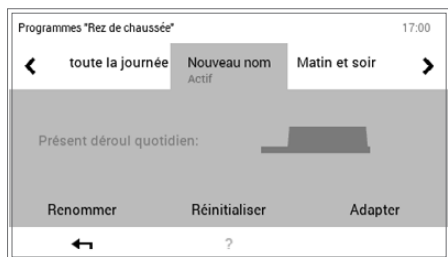 Programmes "Rez de chaussée" 17:00
toute la journée Nouveau nom Matin et soir
Actif
Présent déroul quotidien:
Renommer Réinitialiser Adapter
?